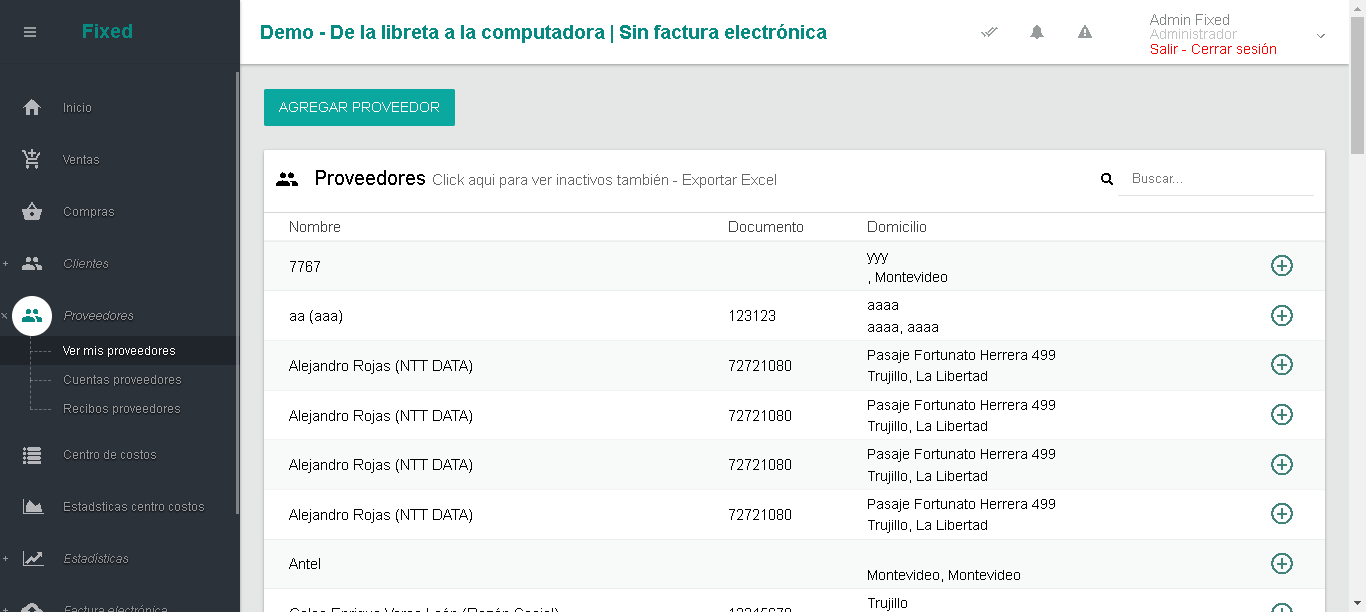 Fixed
Demo - De la libreta a la computadora | Sin factura electrónica
Admin Fixed
Administrador
Salir - Cerrar sesión
Inicio
Ventas
Compras
+ Clientes
x Proveedores
Ver mis proveedores
Cuentas proveedores
Recibos proveedores
Centro de costos
Estadsticas centro costos
+ Estadísticas
+ Factura electrónica
AGREGAR PROVEEDOR
Proveedores Click aqui para ver inactivos también - Exportar Excel
Buscar...
Nombre Documento Domicilio
7767
yyy
, Montevideo
aa (aaa) 123123
aaaa
aaaa, aaaa
Alejandro Rojas (NTT DATA) 72721080
Pasaje Fortunato Herrera 499
Trujillo, La Libertad
Alejandro Rojas (NTT DATA) 72721080
Pasaje Fortunato Herrera 499
Trujillo, La Libertad
Alejandro Rojas (NTT DATA) 72721080
Pasaje Fortunato Herrera 499
Trujillo, La Libertad
Alejandro Rojas (NTT DATA) 72721080
Pasaje Fortunato Herrera 499
Trujillo, La Libertad
Antel
Montevideo, Montevideo
Trujillo